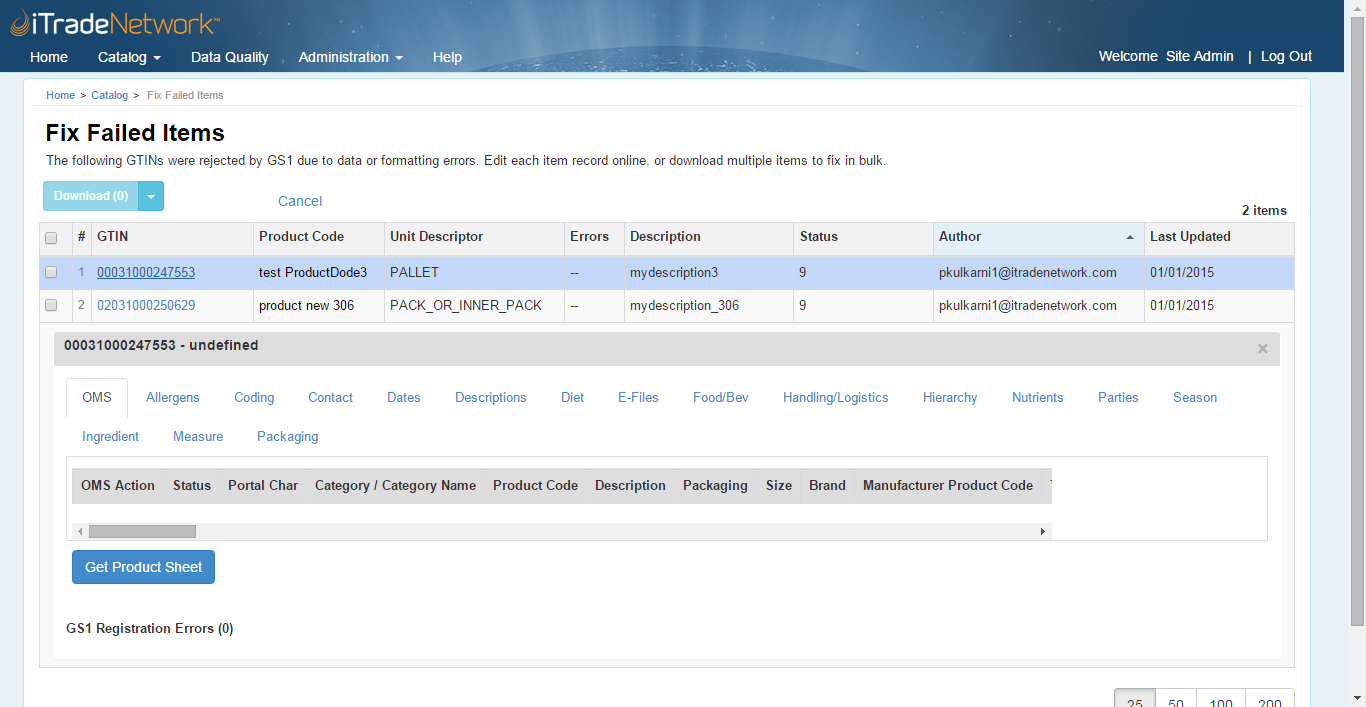 iTradeNetwork™
Home Catalog Data Quality Administration Help Welcome Site Admin | Log Out
Home > Catalog > Fix Failed Items
Fix Failed Items
The following GTINs were rejected by GS1 due to data or formatting errors. Edit each item record online, or download multiple items to fix in bulk.
Download (0) Cancel
2 items
# GTIN Product Code Unit Descriptor Errors Description Status Author Last Updated
1 00031000247553 test ProductDode3 PALLET -- mydescription3 9 pkulkarni1@itradenetwork.com 01/01/2015
2 02031000250629 product new 306 PACK_OR_INNER_PACK -- mydescription_306 9 pkulkarni1@itradenetwork.com 01/01/2015
00031000247553 - undefined ×
OMS Allergens Coding Contact Dates Descriptions Diet E-Files Food/Bev Handling/Logistics Hierarchy Nutrients Parties Season
Ingredient Measure Packaging
OMS Action Status Portal Char Category / Category Name Product Code Description Packaging Size Brand Manufacturer Product Code
Get Product Sheet
GS1 Registration Errors (0)
25 50 100 200